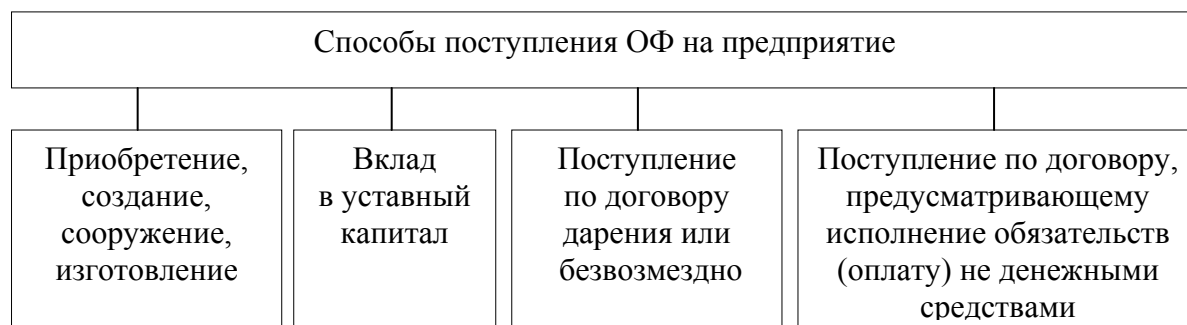 Способы поступления ОФ на предприятие
Приобретение,
создание,
сооружение,
изготовление
Вклад
в уставный
капитал
Поступление
по договору
дарения или
безвозмездно
Поступление по договору,
предусматривающему
исполнение обязательств
(оплату) не денежными
средствами